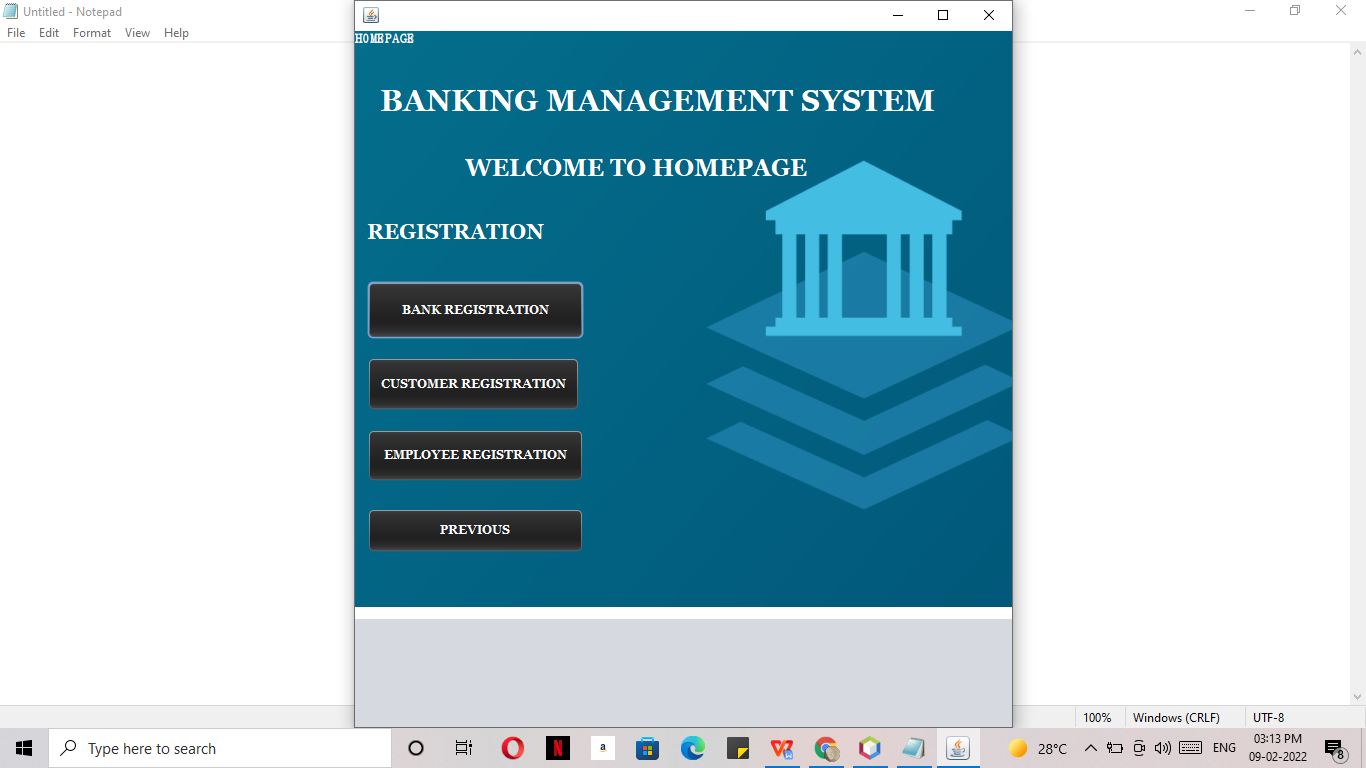 Untitled - Notepad
File Edit Format View Help
HOMEPAGE
BANKING MANAGEMENT SYSTEM
WELCOME TO HOMEPAGE
REGISTRATION
BANK REGISTRATION
CUSTOMER REGISTRATION
EMPLOYEE REGISTRATION
PREVIOUS
100% Windows (CRLF) UTF-8
Type here to search
N
a
W
28°C
ENG
03:13 PM
09-02-2022
8